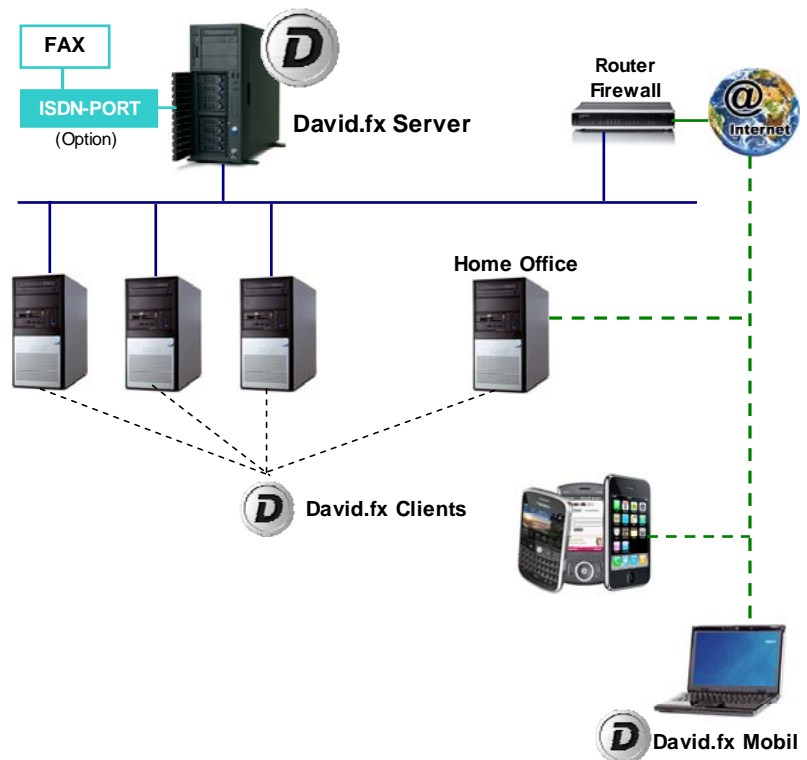 FAX
ISDN-PORT
(Option)
D
David.fx Server
Router
Firewall
@
Internet
Home Office
D
David.fx Clients
D
David.fx Mobil